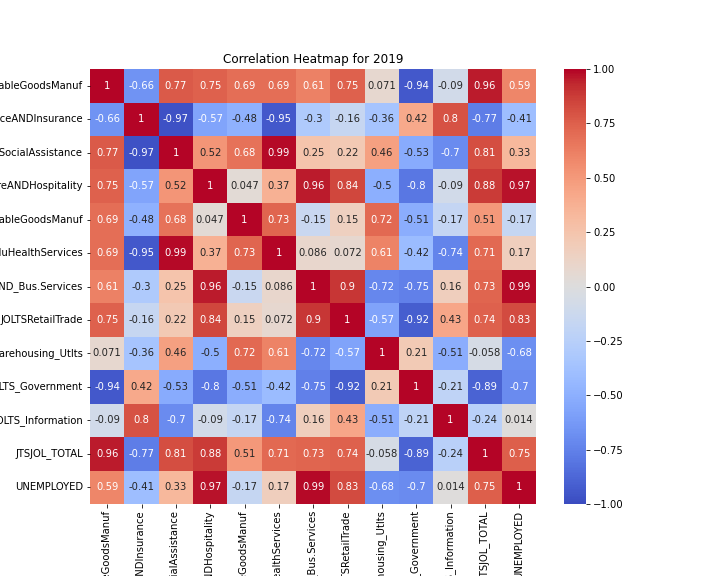 Correlation Heatmap for 2019
ableGoodsManuf 1 -0.66 0.77 0.75 0.69 0.69 0.61 0.75 0.071 -0.94 -0.09 0.96 0.59
ceANDInsurance -0.66 1 -0.97 -0.57 -0.48 -0.95 -0.3 -0.16 -0.36 0.42 0.8 -0.77 -0.41
SocialAssistance 0.77 -0.97 1 0.52 0.68 0.99 0.25 0.22 0.46 -0.53 -0.7 0.81 0.33
reANDHospitality 0.75 -0.57 0.52 1 0.047 0.37 0.96 0.84 -0.5 -0.8 -0.09 0.88 0.97
ableGoodsManuf 0.69 -0.48 0.68 0.047 1 0.73 -0.15 0.15 0.72 -0.51 -0.17 0.51 -0.17
duHealthServices 0.69 -0.95 0.99 0.37 0.73 1 0.086 0.072 0.61 -0.42 -0.74 0.71 0.17
ND_Bus.Services 0.61 -0.3 0.25 0.96 -0.15 0.086 1 0.9 -0.72 -0.75 0.16 0.73 0.99
JOLTSRetailTrade 0.75 -0.16 0.22 0.84 0.15 0.072 0.9 1 -0.57 -0.92 0.43 0.74 0.83
arehousing_Utlts 0.071 -0.36 0.46 -0.5 0.72 0.61 -0.72 -0.57 1 0.21 -0.51 -0.058 -0.68
LTS_Government -0.94 0.42 -0.53 -0.8 -0.51 -0.42 -0.75 -0.92 0.21 1 -0.21 -0.89 -0.7
OLTS_Information -0.09 0.8 -0.7 -0.09 -0.17 -0.74 0.16 0.43 -0.51 -0.21 1 -0.24 0.014
JTSJOL_TOTAL 0.96 -0.77 0.81 0.88 0.51 0.71 0.73 0.74 -0.058 -0.89 -0.24 1 0.75
UNEMPLOYED 0.59 -0.41 0.33 0.97 -0.17 0.17 0.99 0.83 -0.68 -0.7 0.014 0.75 1
eGoodsManuf
NDInsurance
cialAssistance
NDHospitality
eGoodsManuf
ealthServices
_Bus.Services
TSRetailTrade
housing_Utlts
_Government
_Information
TSJOL_TOTAL
UNEMPLOYED
1.00
0.75
0.50
0.25
0.00
−0.25
−0.50
−0.75
−1.00